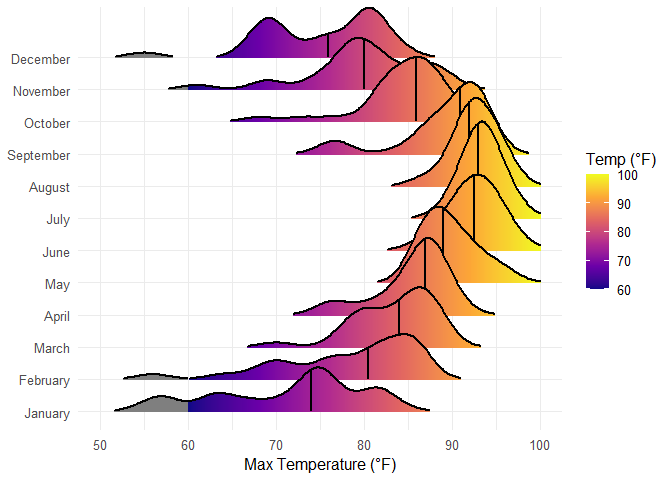 December
November
October
September
August
July
June
May
April
March
February
January
50 60 70 80 90 100
Max Temperature (°F)
Temp (°F)
100
90
80
70
60